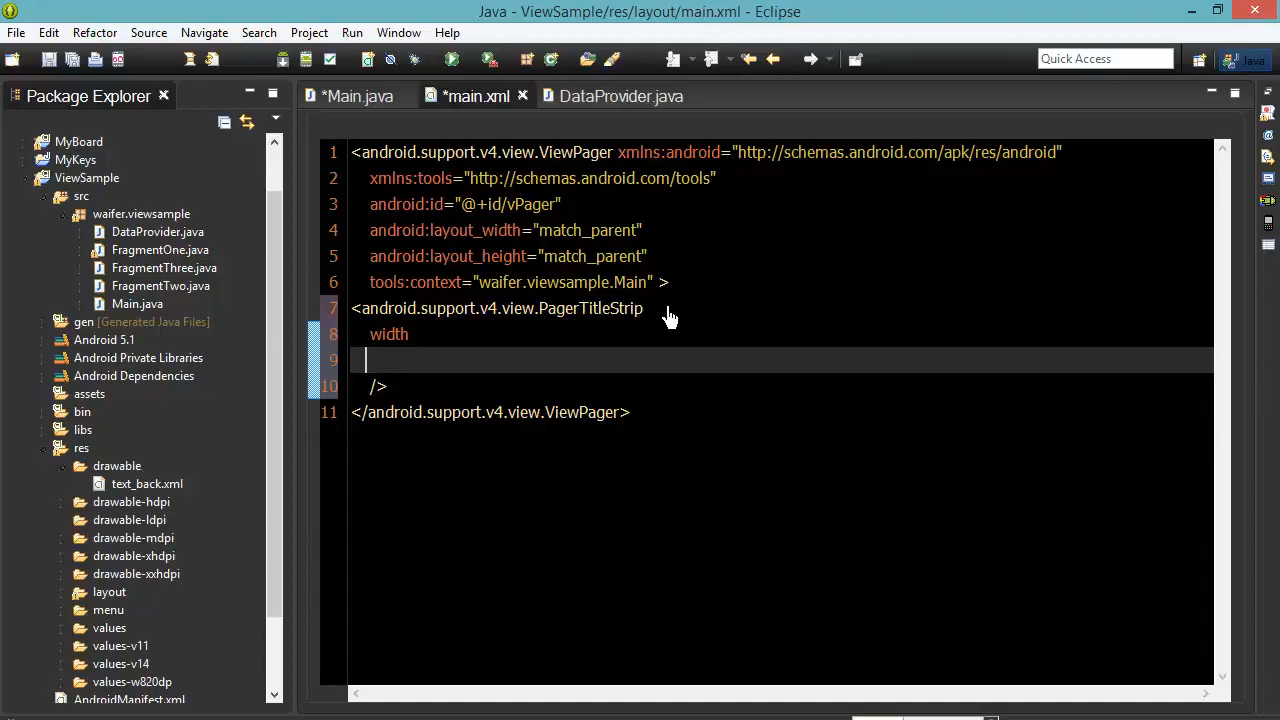 Java - ViewSample/res/layout/main.xml - Eclipse
File Edit Refactor Source Navigate Search Project Run Window Help
Quick Access
Java
Package Explorer
*Main.java
*main.xml
DataProvider.java
MyBoard
MyKeys
ViewSample
src
waifer.viewsample
DataProvider.java
FragmentOne.java
FragmentThree.java
FragmentTwo.java
Main.java
gen [Generated Java Files]
Android 5.1
Android Private Libraries
Android Dependencies
assets
bin
libs
res
drawable
text_back.xml
drawable-hdpi
drawable-ldpi
drawable-mdpi
drawable-xhdpi
drawable-xxhdpi
layout
menu
values
values-v11
values-v14
values-w820dp
AndroidManifest.xml
1 <android.support.v4.view.ViewPager xmlns:android="http://schemas.android.com/apk/res/android"
2 xmlns:tools="http://schemas.android.com/tools"
3 android:id="@+id/vPager"
4 android:layout_width="match_parent"
5 android:layout_height="match_parent"
6 tools:context="waifer.viewsample.Main" >
7 <android.support.v4.view.PagerTitleStrip
8 width
9
10 />
11 </android.support.v4.view.ViewPager>